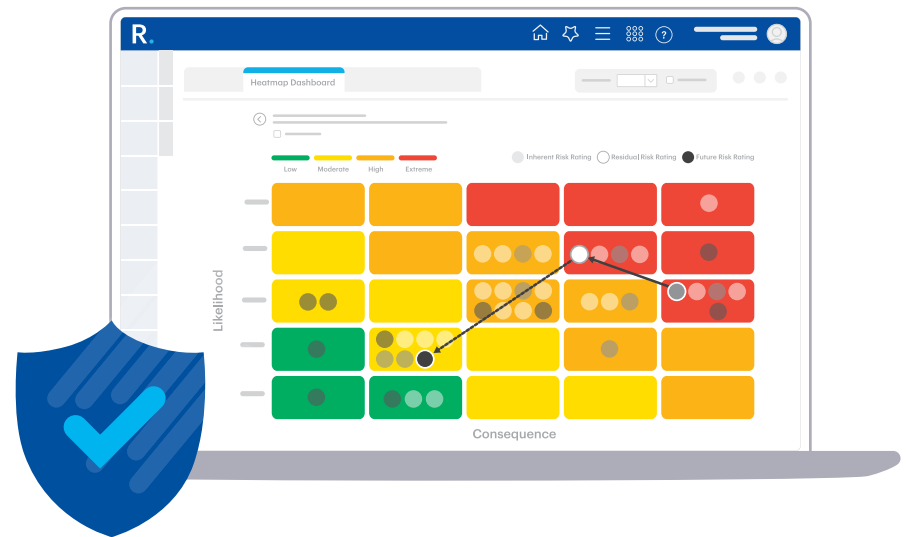 R.
?
Heatmap Dashboard
Low Moderate High Extreme
Inherent Risk Rating Residual Risk Rating Future Risk Rating
Likelihood
Consequence